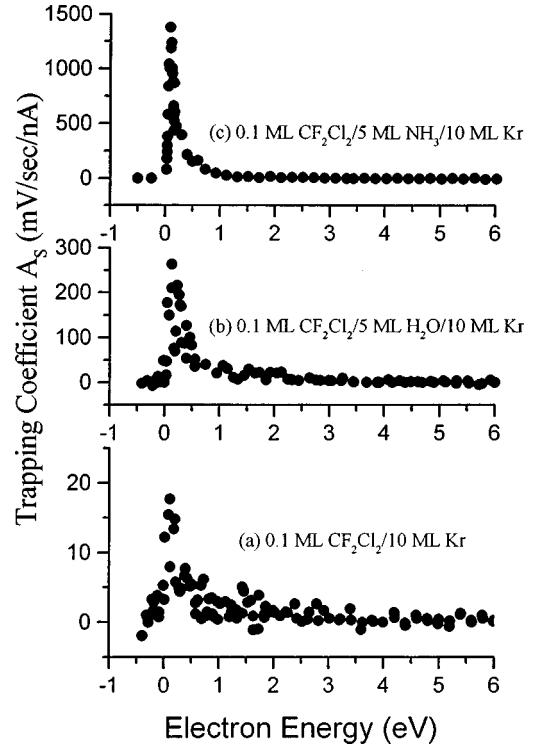 Trapping Coefficient A_S (mV/sec/nA)
1500
1000
500
0
(c) 0.1 ML CF₂Cl₂/5 ML NH₃/10 ML Kr
-1 0 1 2 3 4 5 6
300
200
100
0
(b) 0.1 ML CF₂Cl₂/5 ML H₂O/10 ML Kr
-1 0 1 2 3 4 5 6
20
10
0
(a) 0.1 ML CF₂Cl₂/10 ML Kr
-1 0 1 2 3 4 5 6
Electron Energy (eV)